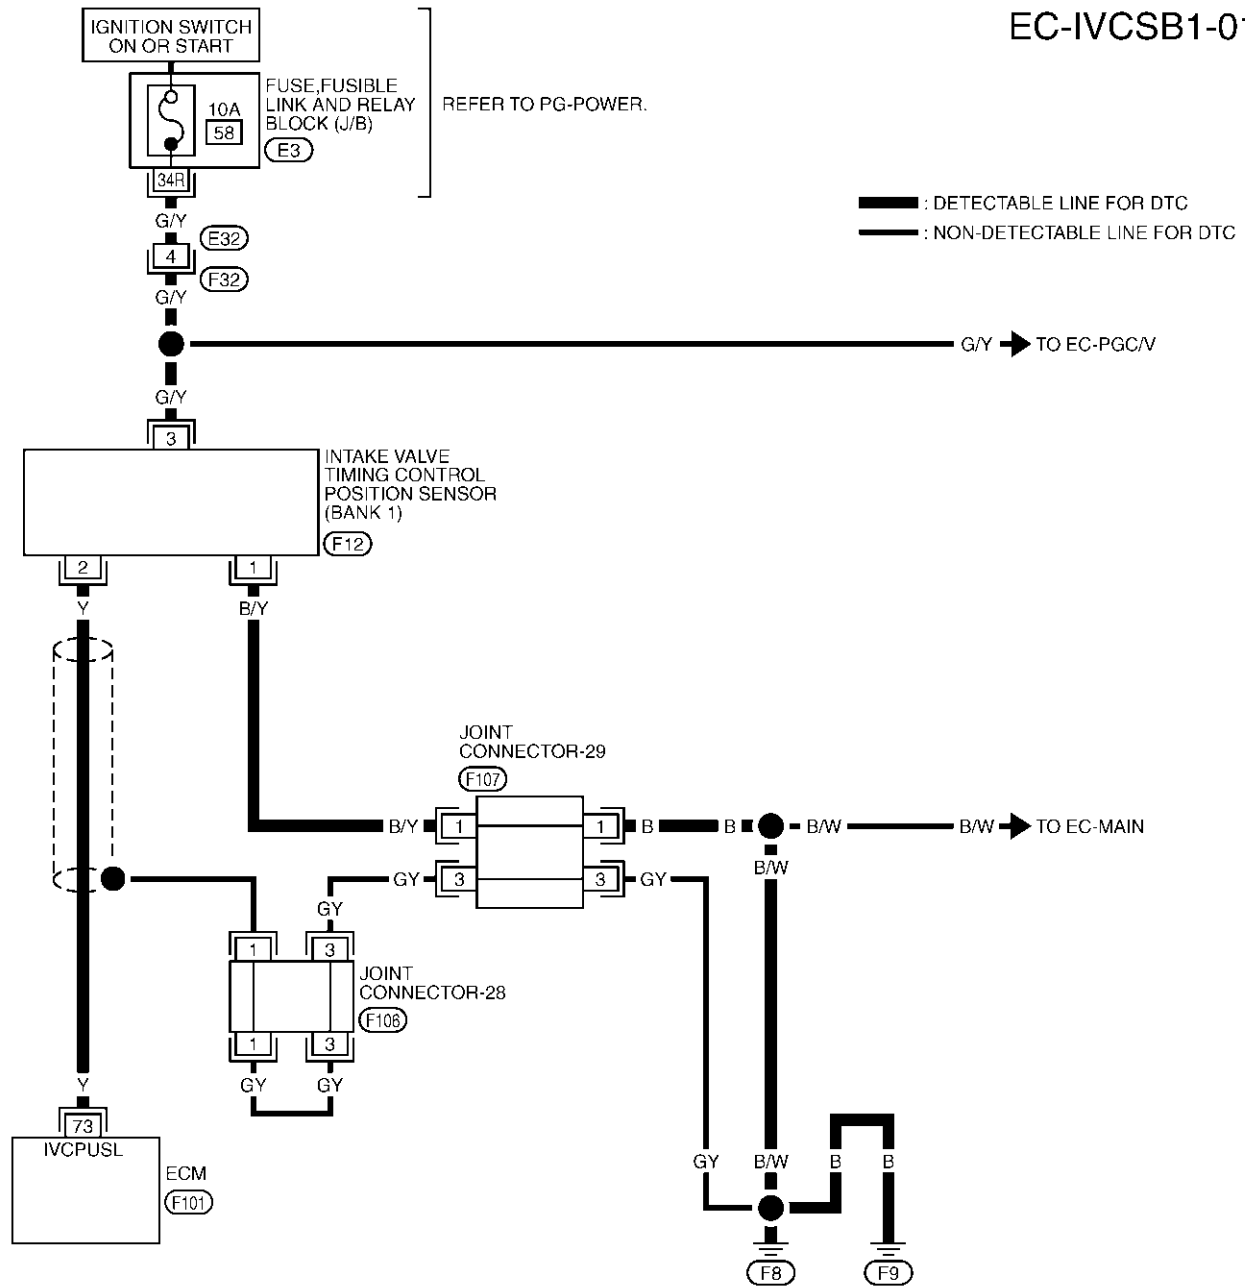 EC-IVCSB1-01
IGNITION SWITCH
ON OR START
FUSE,FUSIBLE
LINK AND RELAY
BLOCK (J/B)
E3
10A
58
REFER TO PG-POWER.
34R
: DETECTABLE LINE FOR DTC
: NON-DETECTABLE LINE FOR DTC
G/Y
E32
4
F32
G/Y
G/Y
TO EC-PGC/V
G/Y
3
INTAKE VALVE
TIMING CONTROL
POSITION SENSOR
(BANK 1)
F12
2
1
Y
B/Y
JOINT
CONNECTOR-29
F107
B/Y
1
1
B
B
B/W
B/W
TO EC-MAIN
B/W
GY
3
3
GY
GY
1
3
JOINT
CONNECTOR-28
F106
1
3
GY
GY
Y
73
IVCPUSL
ECM
F101
GY
B/W
B
B
F8
F9